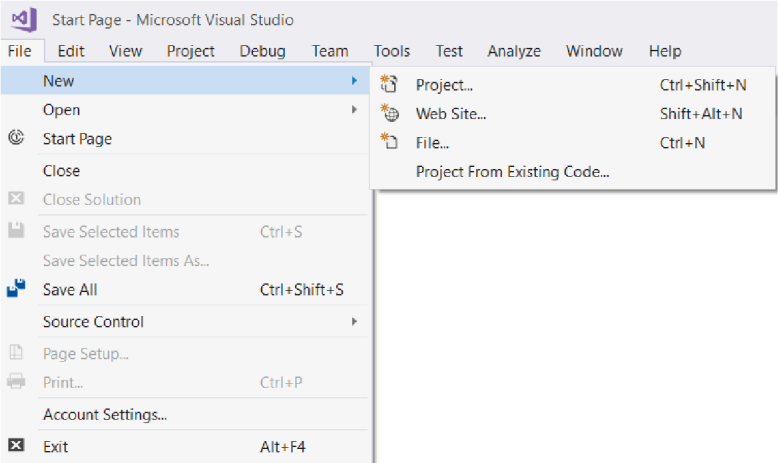 Start Page - Microsoft Visual Studio
File Edit View Project Debug Team Tools Test Analyze Window Help
New
Open
Start Page
Close
Close Solution
Save Selected Items Ctrl+S
Save Selected Items As...
Save All Ctrl+Shift+S
Source Control
Page Setup...
Print... Ctrl+P
Account Settings...
Exit Alt+F4
Project... Ctrl+Shift+N
Web Site... Shift+Alt+N
File... Ctrl+N
Project From Existing Code...